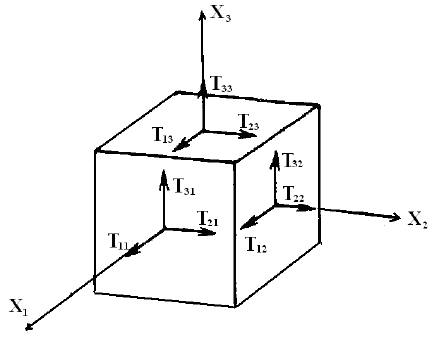 X₃
T₃₃
T₁₃ T₂₃
T₃₂
T₃₁
T₂₂
T₂₁
T₁₁ T₁₂
X₂
X₁